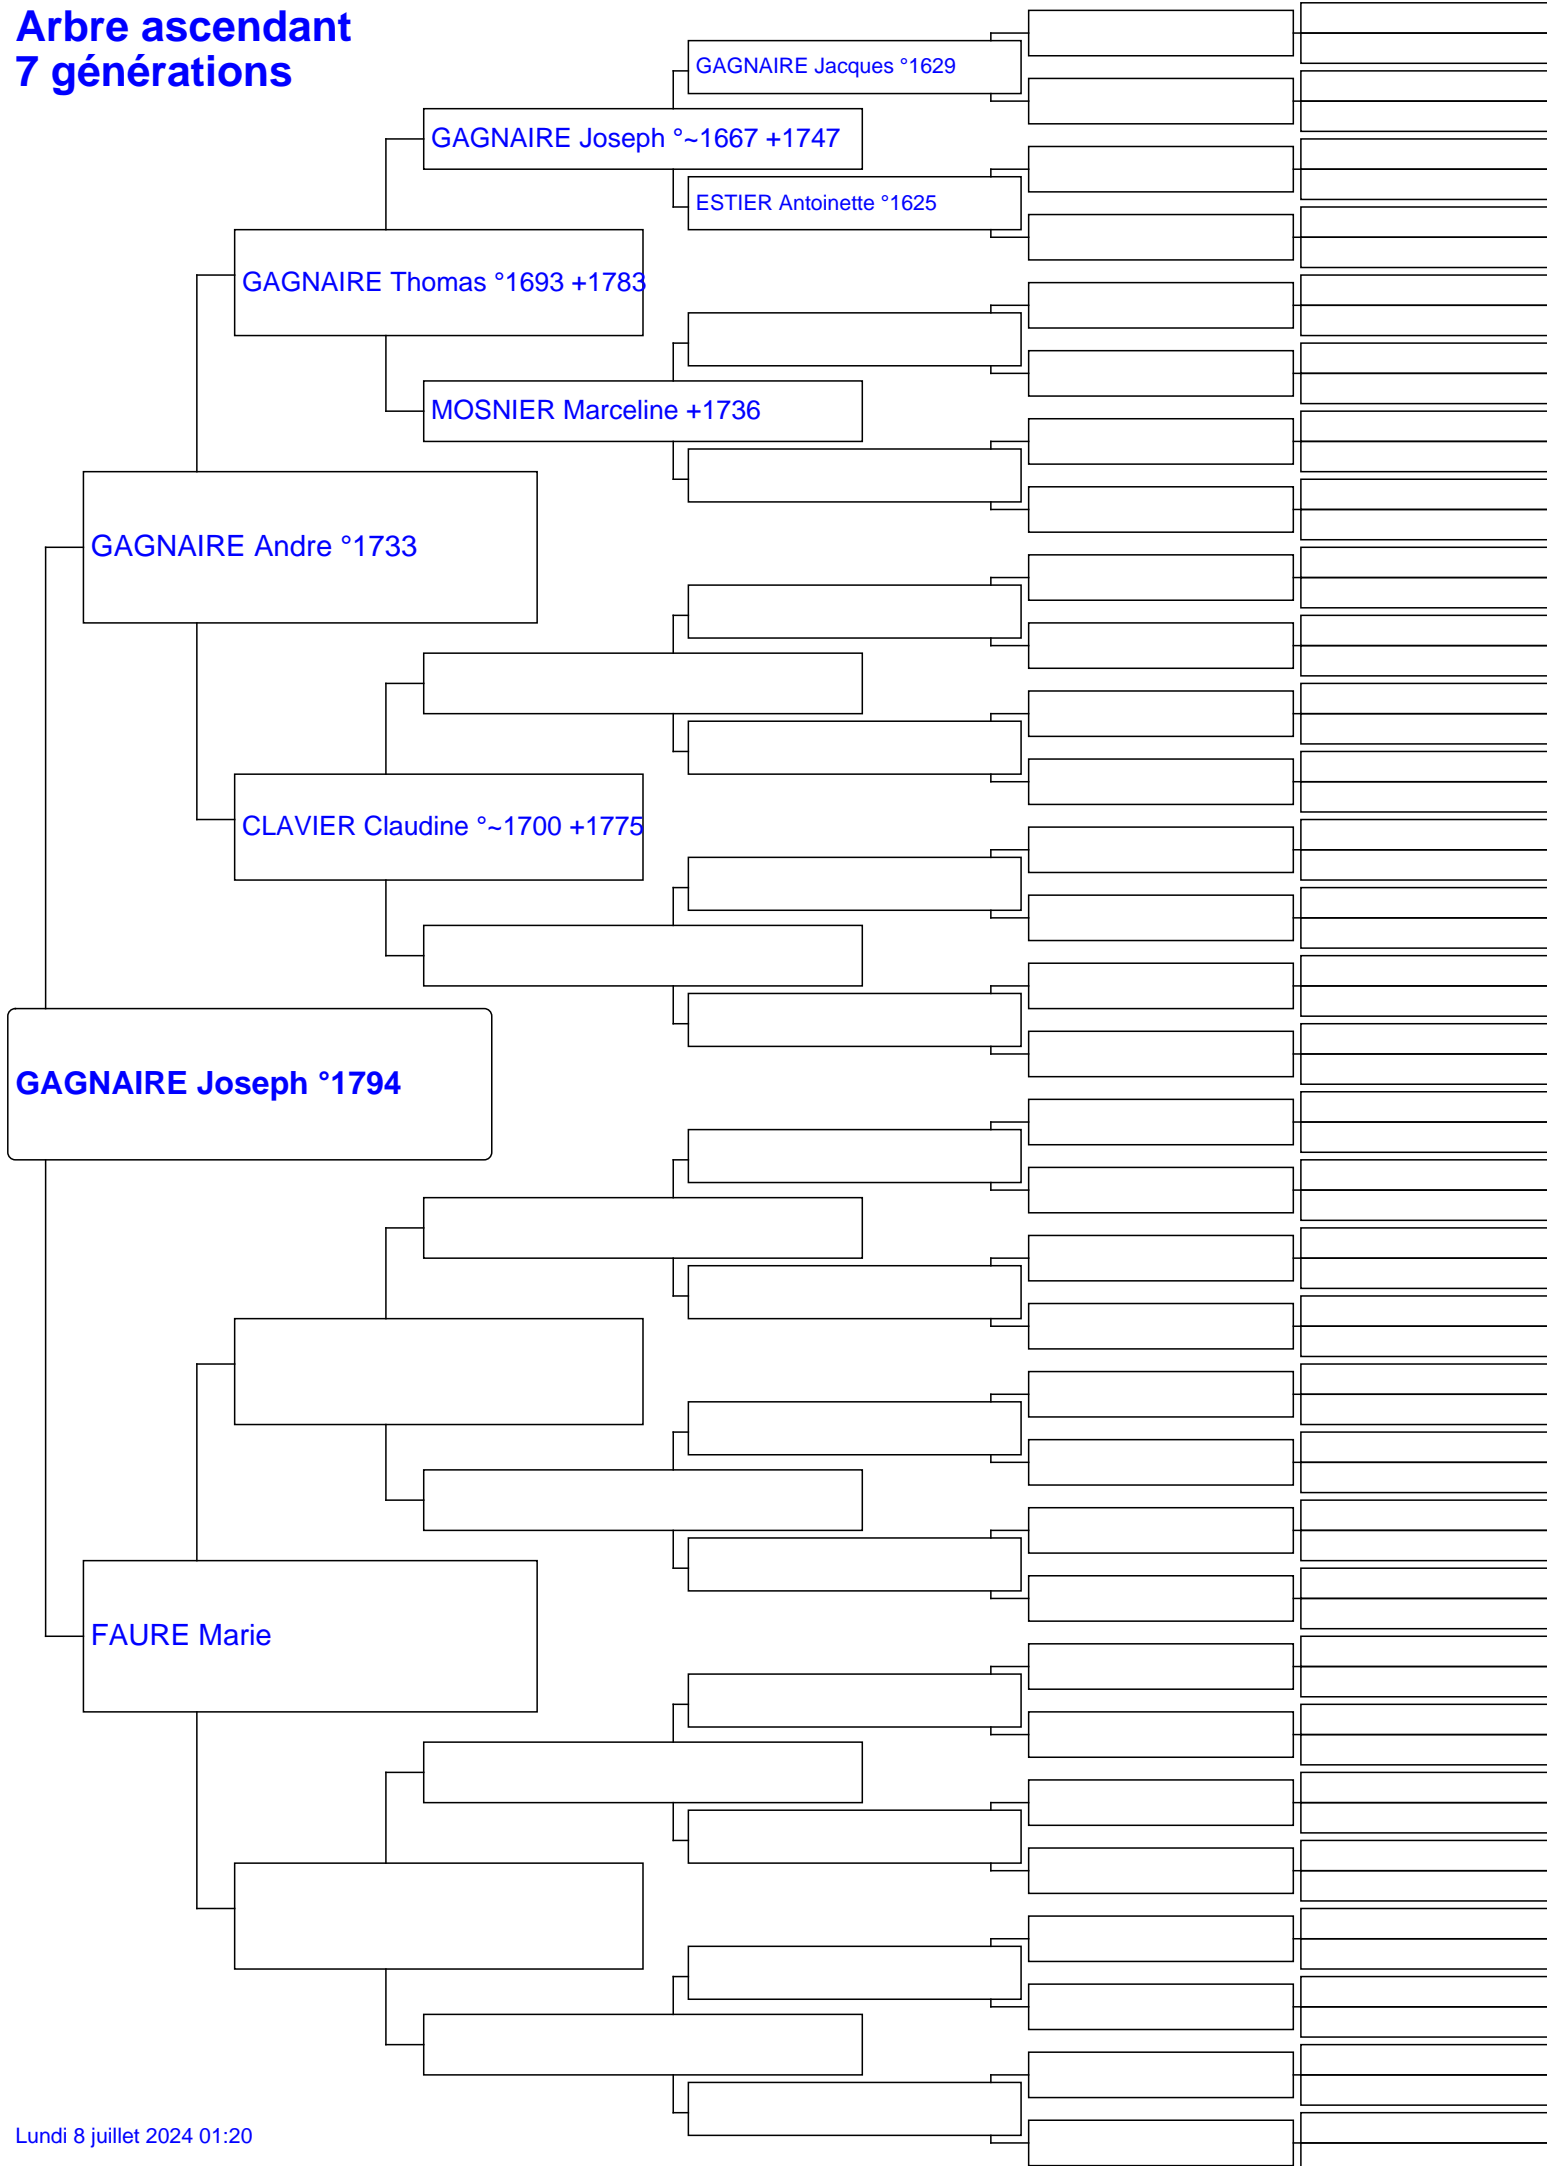 Arbre ascendant
7 générations
GAGNAIRE Jacques °1629
GAGNAIRE Joseph °~1667 +1747
ESTIER Antoinette °1625
GAGNAIRE Thomas °1693 +1783
MOSNIER Marceline +1736
GAGNAIRE Andre °1733
CLAVIER Claudine °~1700 +1775
GAGNAIRE Joseph °1794
FAURE Marie
Lundi 8 juillet 2024 01:20